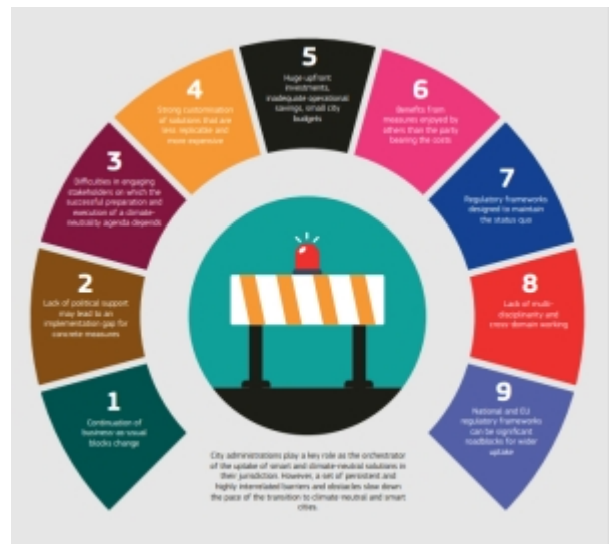 1
Continuation of
business-as-usual
blocks change
2
Lack of political support
may lead to an
implementation gap for
concrete measures
3
Difficulties in engaging
stakeholders on which the
successful preparation and
execution of a climate-
neutrality agenda depends
4
Strong customisation
of solutions that are
less replicable and
more expensive
5
Huge upfront
investments,
inadequate operational
savings, small city
budgets
6
Benefits from
measures enjoyed by
others than the party
bearing the costs
7
Regulatory frameworks
designed to maintain
the status quo
8
Lack of multi-
disciplinarity and
cross-domain working
9
National and EU
regulatory frameworks
can be significant
roadblocks for wider
uptake
City administrations play a key role as the orchestrator
of the uptake of smart and climate-neutral solutions in
their jurisdiction. However, a set of persistent and
highly interrelated barriers and obstacles slow down
the pace of the transition to climate-neutral and smart
cities.